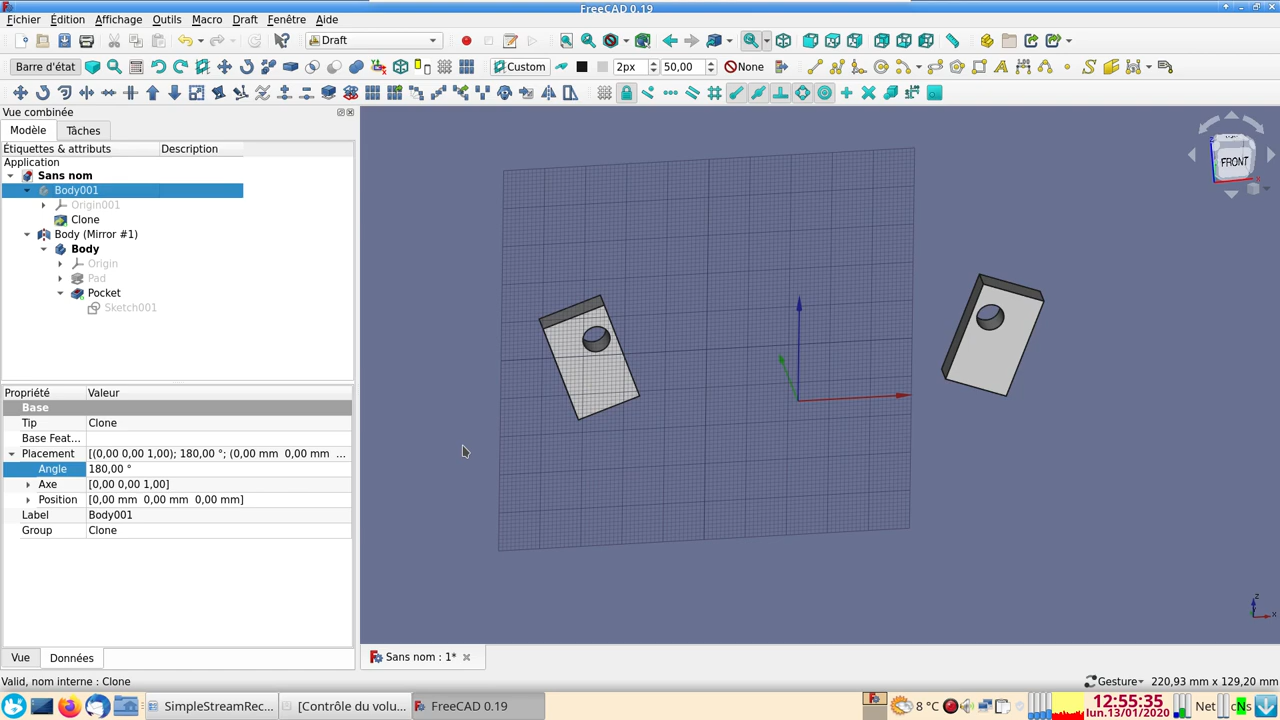 FreeCAD 0.19
Fichier Édition Affichage Outils Macro Draft Fenêtre Aide
Draft
Barre d'état Custom 2px 50,00 None
Vue combinée
Modèle Tâches
Étiquettes & attributs Description
Application
Sans nom
Body001
Origin001
Clone
Body (Mirror #1)
Body
Origin
Pad
Pocket
Sketch001
FRONT
Propriété Valeur
Base
Tip Clone
Base Feat...
Placement [(0,00 0,00 1,00); 180,00 °; (0,00 mm 0,00 mm ...
Angle 180,00 °
Axe [0,00 0,00 1,00]
Position [0,00 mm 0,00 mm 0,00 mm]
Label Body001
Group Clone
z
x
Vue Données
Sans nom : 1*
Valid, nom interne : Clone
Gesture 220,93 mm x 129,20 mm
SimpleStreamRec... [Contrôle du volu... FreeCAD 0.19
8 °C
12:55:35
lun.13/01/2020
Net cNs